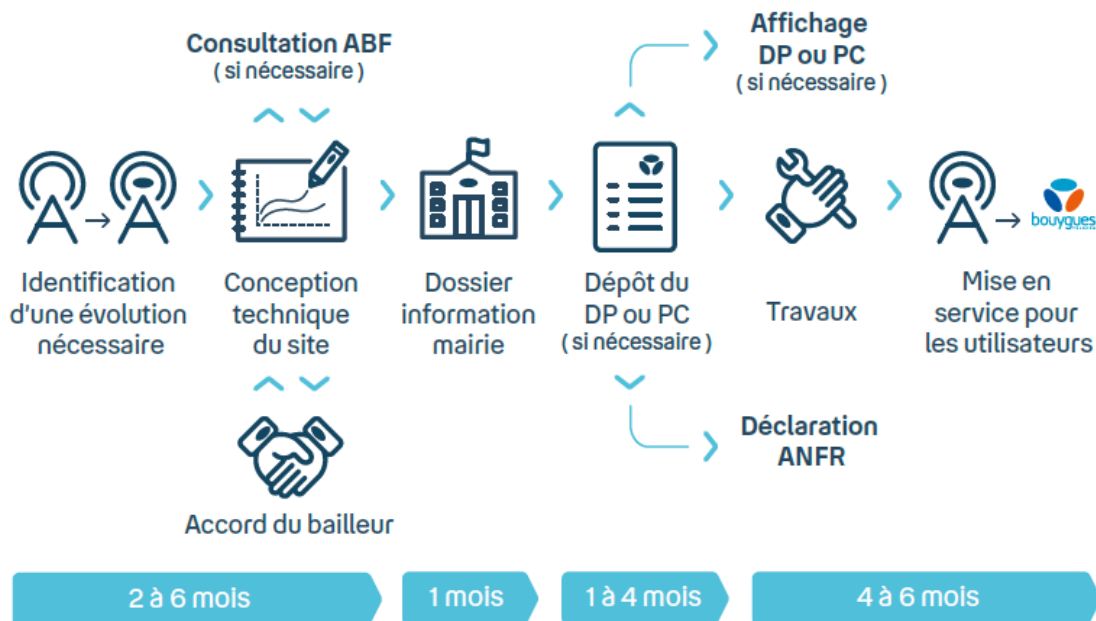 Consultation ABF
( si nécessaire )
Affichage
DP ou PC
( si nécessaire )
bouygues
Identification
d'une évolution
nécessaire
Conception
technique
du site
Dossier
information
mairie
Dépôt du
DP ou PC
( si nécessaire )
Travaux
Mise en
service pour
les utilisateurs
Accord du bailleur
Déclaration
ANFR
2 à 6 mois
1 mois
1 à 4 mois
4 à 6 mois